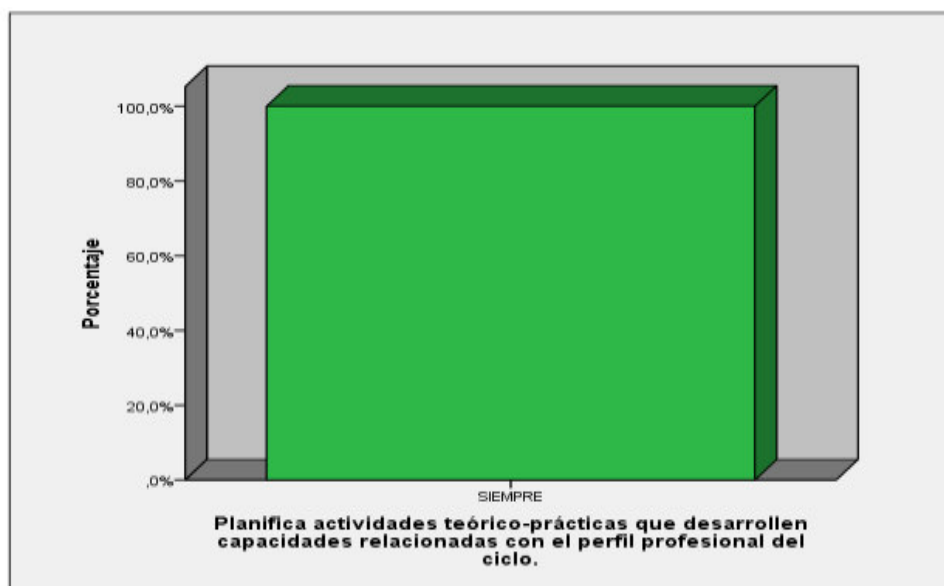 Porcentaje
100,0%
80,0%
60,0%
40,0%
20,0%
,0%
SIEMPRE
Planifica actividades teórico-prácticas que desarrollen
capacidades relacionadas con el perfil profesional del
ciclo.